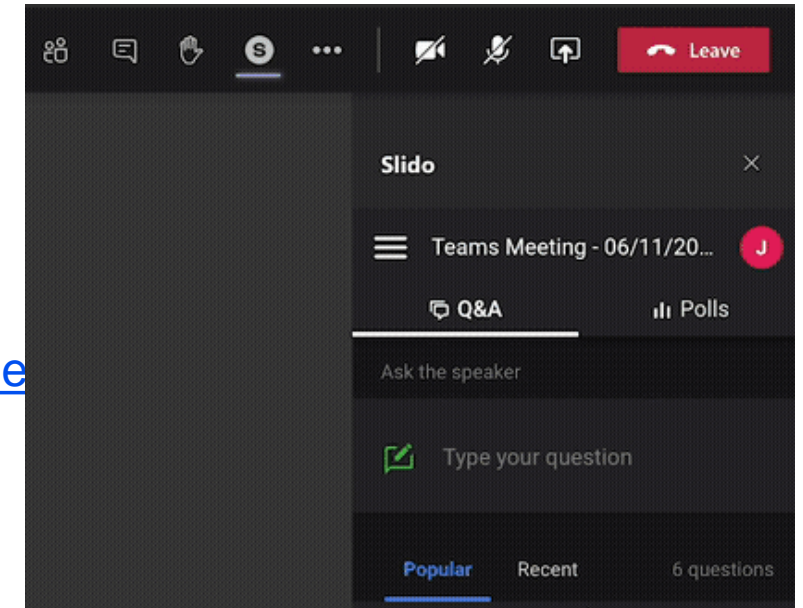 S
Leave
Slido
Teams Meeting - 06/11/20...
J
Q&A
Polls
e
Ask the speaker
Type your question
Popular
Recent
6 questions